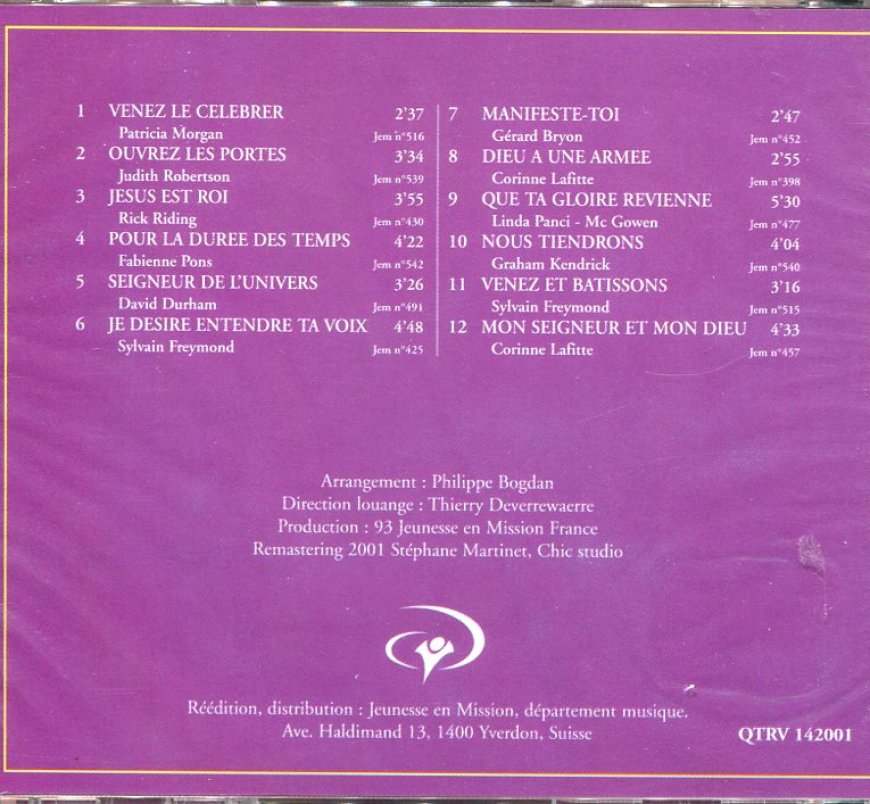 1 VENEZ LE CELEBRER 2'37
Patricia Morgan Jem n°516
2 OUVREZ LES PORTES 3'34
Judith Robertson Jem n°539
3 JESUS EST ROI 3'55
Rick Riding Jem n°430
4 POUR LA DUREE DES TEMPS 4'22
Fabienne Pons Jem n°542
5 SEIGNEUR DE L'UNIVERS 3'26
David Durham Jem n°491
6 JE DESIRE ENTENDRE TA VOIX 4'48
Sylvain Freymond Jem n°425
7 MANIFESTE-TOI 2'47
Gérard Bryon Jem n°452
8 DIEU A UNE ARMEE 2'55
Corinne Lafitte Jem n°398
9 QUE TA GLOIRE REVIENNE 5'30
Linda Panci - Mc Gowen Jem n°477
10 NOUS TIENDRONS 4'04
Graham Kendrick Jem n°540
11 VENEZ ET BATISSONS 3'16
Sylvain Freymond Jem n°515
12 MON SEIGNEUR ET MON DIEU 4'33
Corinne Lafitte Jem n°457
Arrangement : Philippe Bogdan
Direction louange : Thierry Deverrewaerre
Production : 93 Jeunesse en Mission France
Remastering 2001 Stéphane Martinet, Chic studio
Réédition, distribution : Jeunesse en Mission, département musique.
Ave. Haldimand 13, 1400 Yverdon, Suisse
QTRV 142001